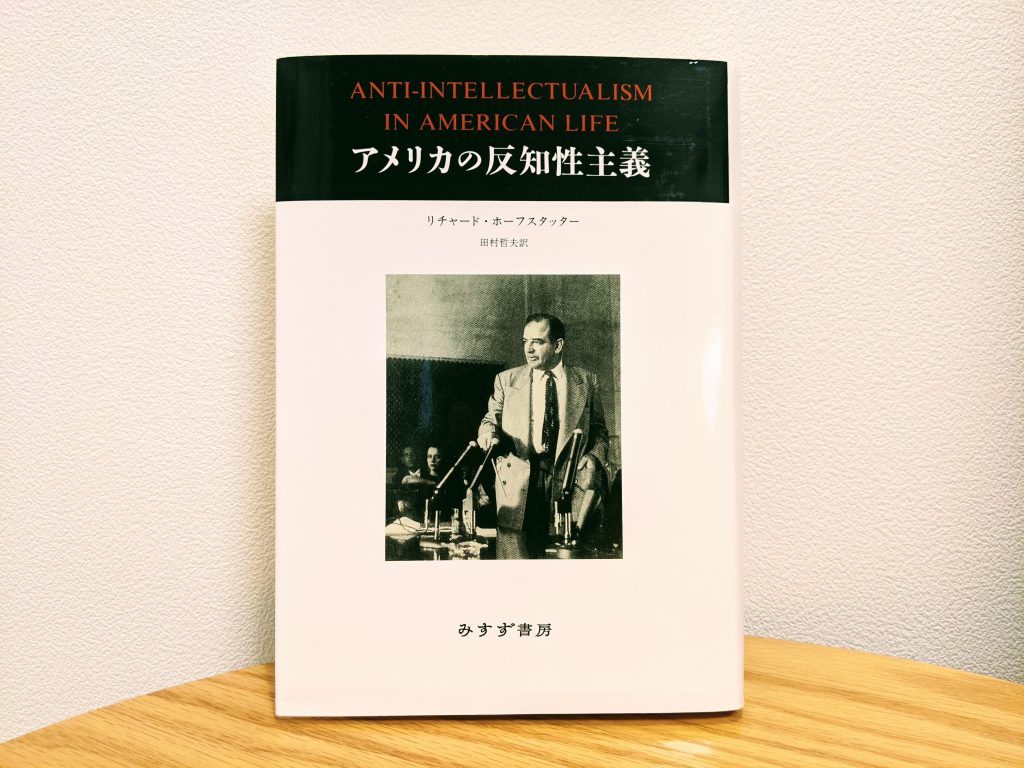 ANTI-INTELLECTUALISM
IN AMERICAN LIFE
アメリカの反知性主義
リチャード・ホーフスタッター
田村哲夫訳
みすず書房